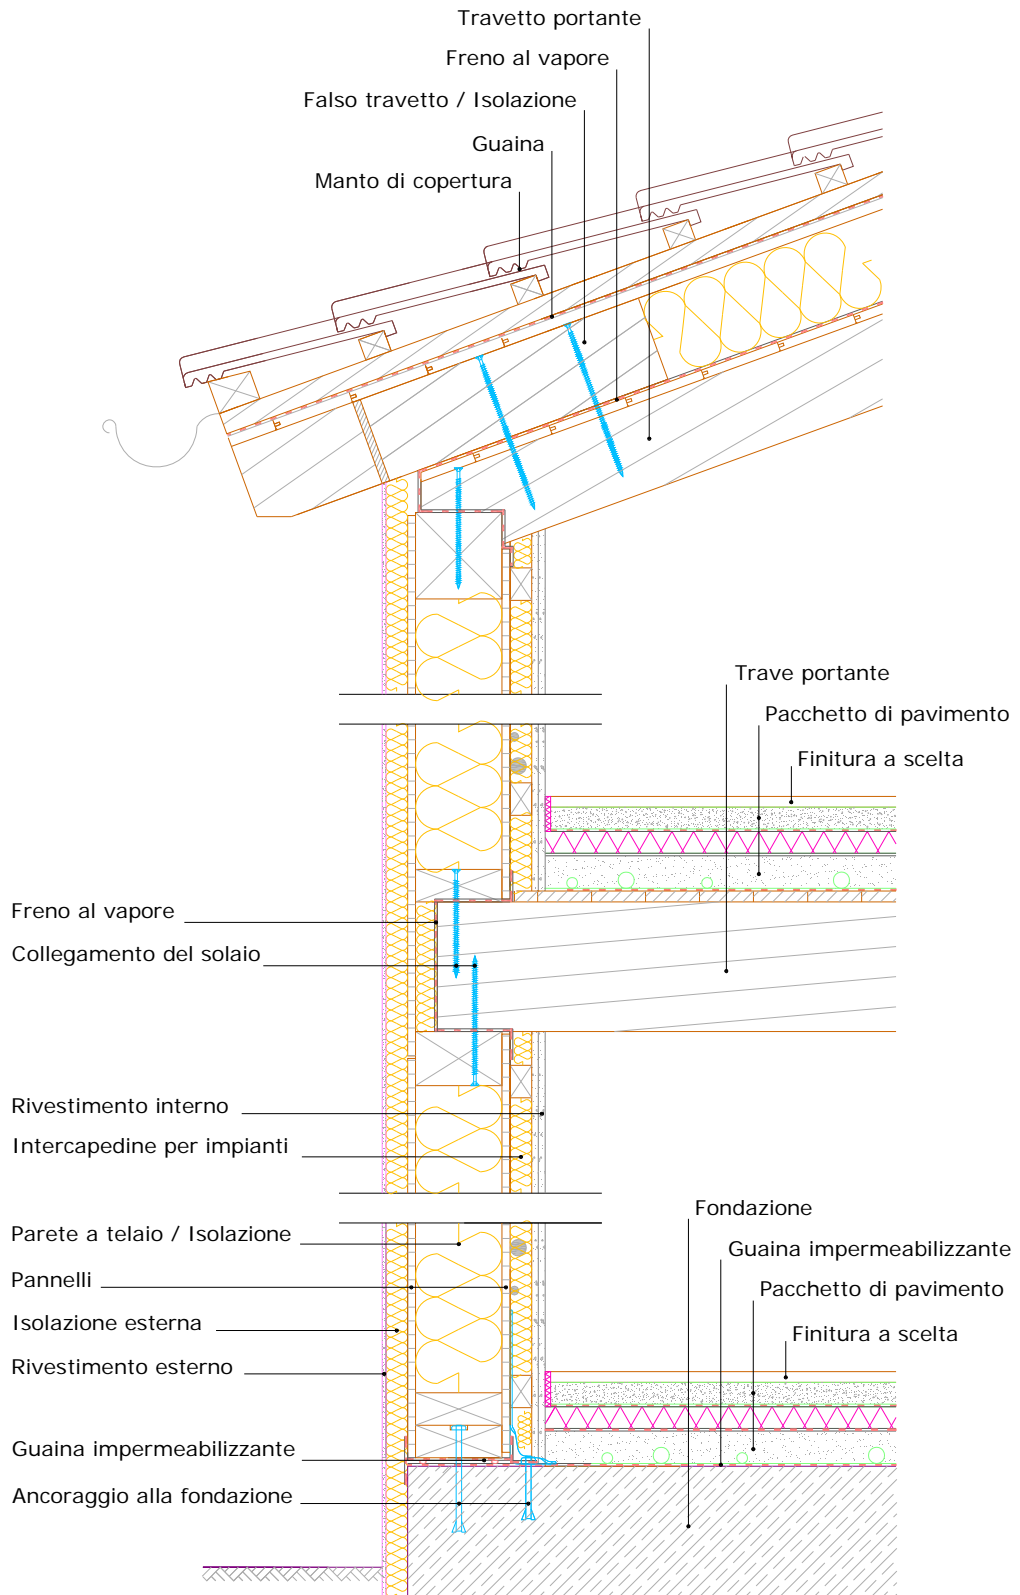 Travetto portante
Freno al vapore
Falso travetto / Isolazione
Guaina
Manto di copertura
Trave portante
Pacchetto di pavimento
Finitura a scelta
Freno al vapore
Collegamento del solaio
Rivestimento interno
Intercapedine per impianti
Fondazione
Parete a telaio / Isolazione
Guaina impermeabilizzante
Pannelli
Pacchetto di pavimento
Isolazione esterna
Finitura a scelta
Rivestimento esterno
Guaina impermeabilizzante
Ancoraggio alla fondazione